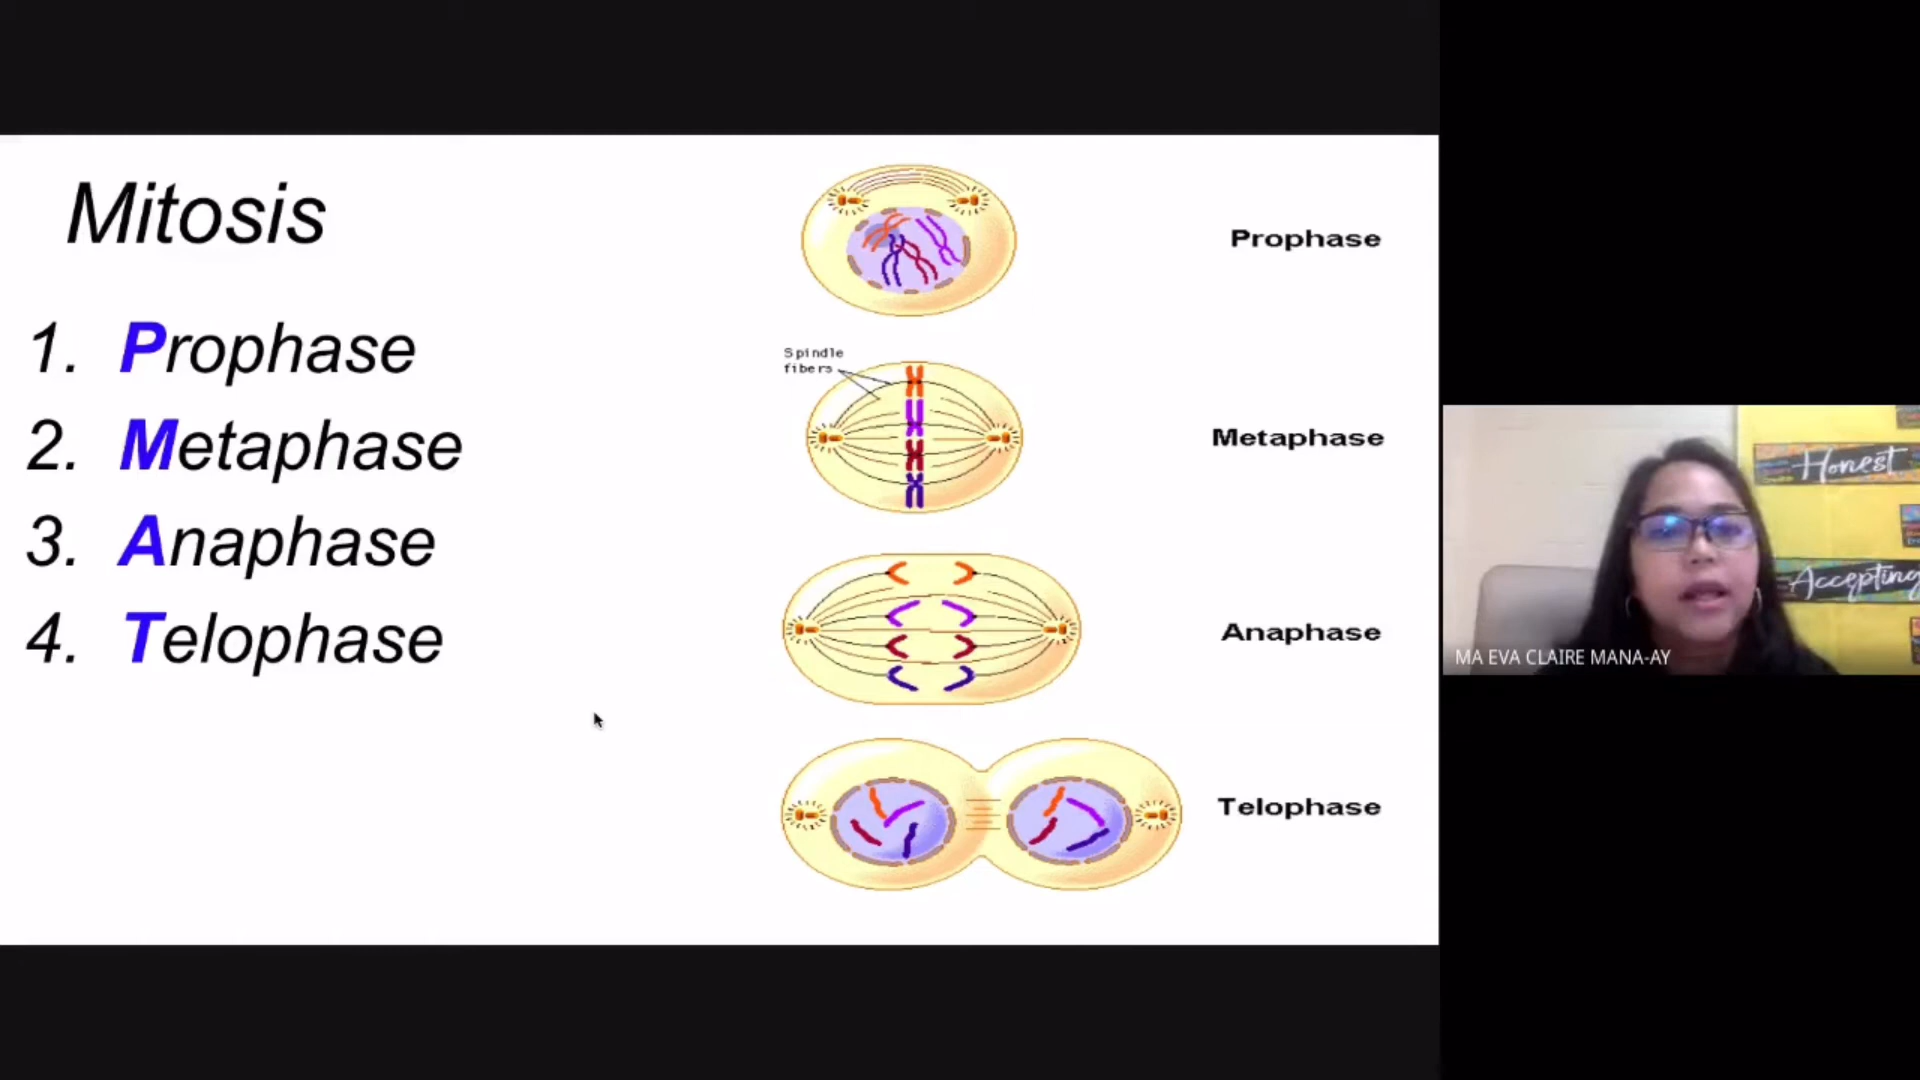 Mitosis
1. Prophase
2. Metaphase
3. Anaphase
4. Telophase
Prophase
Spindle
fibers
Metaphase
Anaphase
Telophase
Honest
Accepting
MA EVA CLAIRE MANA-AY